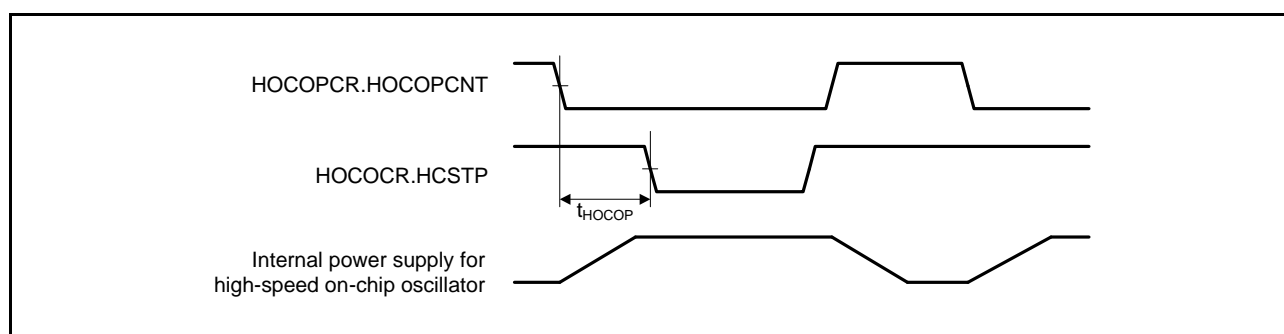 HOCOPCR.HOCOPCNT
HOCOCR.HCSTP
tHOCOP
Internal power supply for
high-speed on-chip oscillator